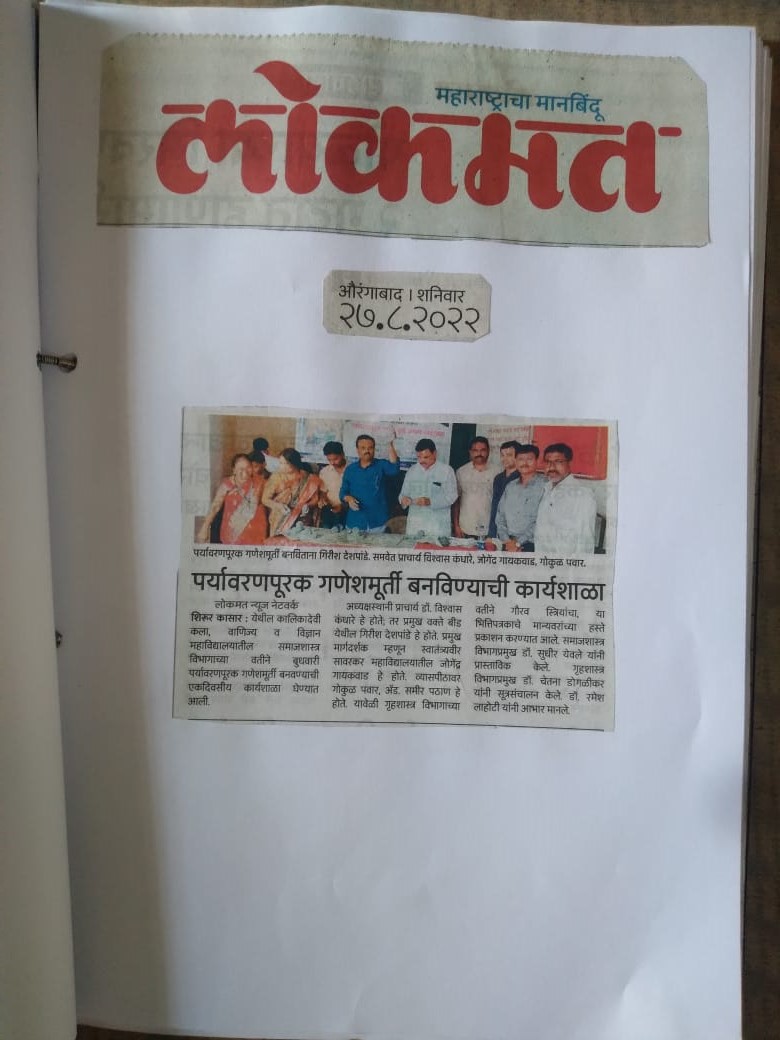 महाराष्ट्राचा मानबिंदू
लोकमत
औरंगाबाद । शनिवार
२७.८.२०२२
पर्यावरणपूरक गणेशमूर्ती बनविताना गिरीश देशपांडे. समवेत प्राचार्य विश्वास कंधारे, जोगेंद्र गायकवाड, गोकुळ पवार.
पर्यावरणपूरक गणेशमूर्ती बनविण्याची कार्यशाळा
लोकमत न्यूज नेटवर्क
शिरूर कासार : येथील कालिकादेवी
कला, वाणिज्य व विज्ञान
महाविद्यालयातील समाजशास्त्र
विभागाच्या वतीने बुधवारी
पर्यावरणपूरक गणेशमूर्ती बनवण्याची
एकदिवसीय कार्यशाळा घेण्यात
आली.
अध्यक्षस्थानी प्राचार्य डॉ. विश्वास
कंधारे हे होते; तर प्रमुख वक्ते बीड
येथील गिरीश देशपांडे हे होते. प्रमुख
मार्गदर्शक म्हणून स्वातंत्र्यवीर
सावरकर महाविद्यालयातील जोगेंद्र
गायकवाड हे होते. व्यासपीठावर
गोकुळ पवार, ॲड. समीर पठाण हे
होते. यावेळी गृहशास्त्र विभागाच्या
वतीने गौरव स्त्रियांचा, या
भित्तिपत्रकाचे मान्यवरांच्या हस्ते
प्रकाशन करण्यात आले. समाजशास्त्र
विभागप्रमुख डॉ. सुधीर येवले यांनी
प्रास्ताविक केले. गृहशास्त्र
विभागप्रमुख डॉ. चेतना डोंगळीकर
यांनी सूत्रसंचालन केले. डॉ. रमेश
लाहोटी यांनी आभार मानले.